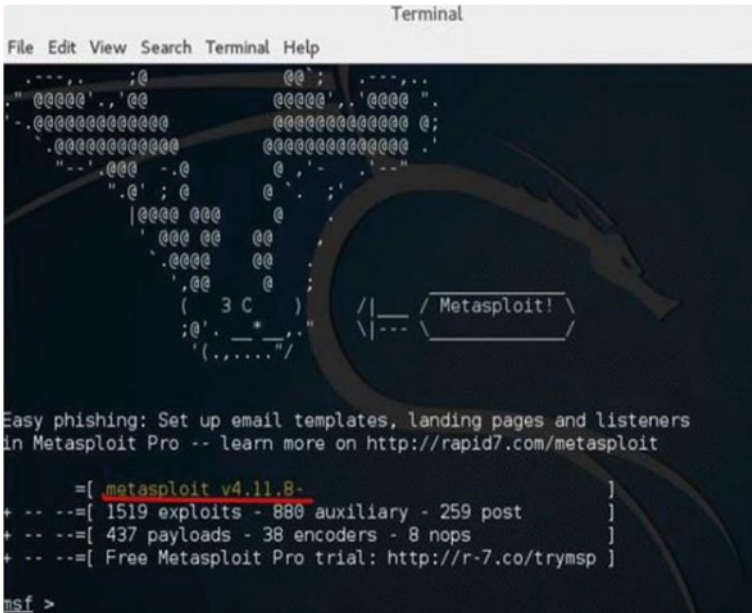 Terminal
File Edit View Search Terminal Help
3 C
Metasploit!
Easy phishing: Set up email templates, landing pages and listeners
in Metasploit Pro -- learn more on http://rapid7.com/metasploit
=[ metasploit v4.11.8- ]
+ -- --=[ 1519 exploits - 880 auxiliary - 259 post ]
+ -- --=[ 437 payloads - 38 encoders - 8 nops ]
+ -- --=[ Free Metasploit Pro trial: http://r-7.co/trymsp ]
msf >